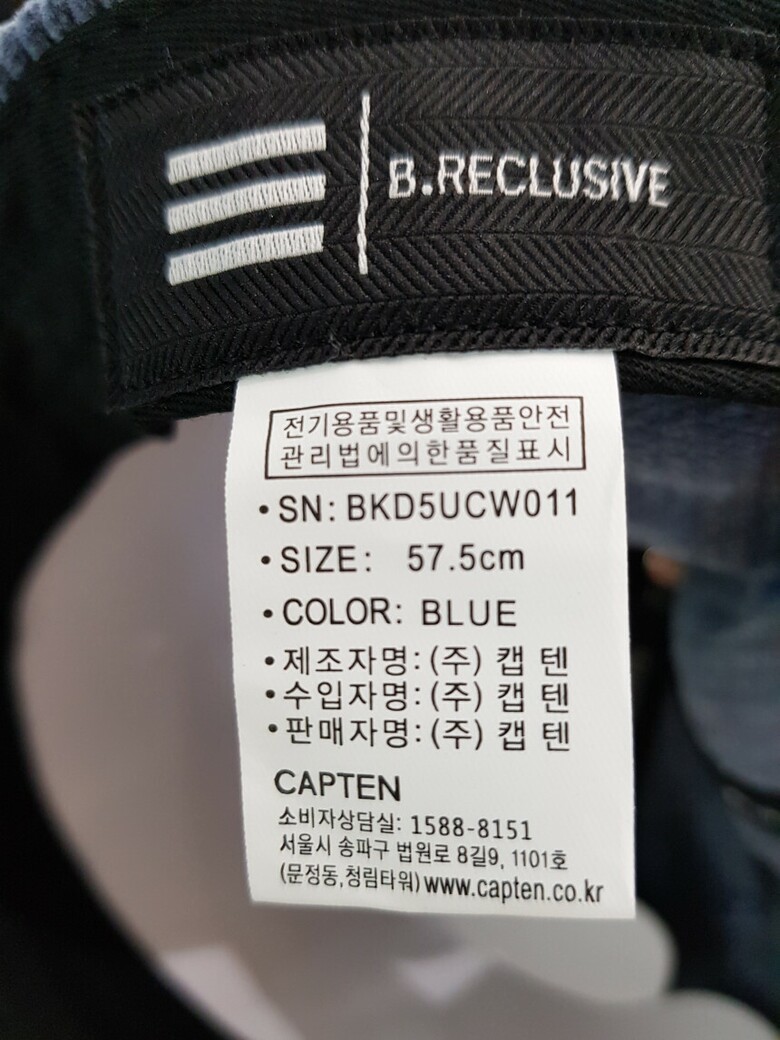 B.RECLUSIVE
전기용품및생활용품안전
관리법에의한품질표시
•SN: BKD5UCW011
•SIZE: 57.5cm
•COLOR: BLUE
•제조자명: (주) 캡 텐
•수입자명: (주) 캡 텐
•판매자명: (주) 캡 텐
CAPTEN
소비자상담실: 1588-8151
서울시 송파구 법원로 8길9, 1101호
(문정동,청림타워) www.capten.co.kr